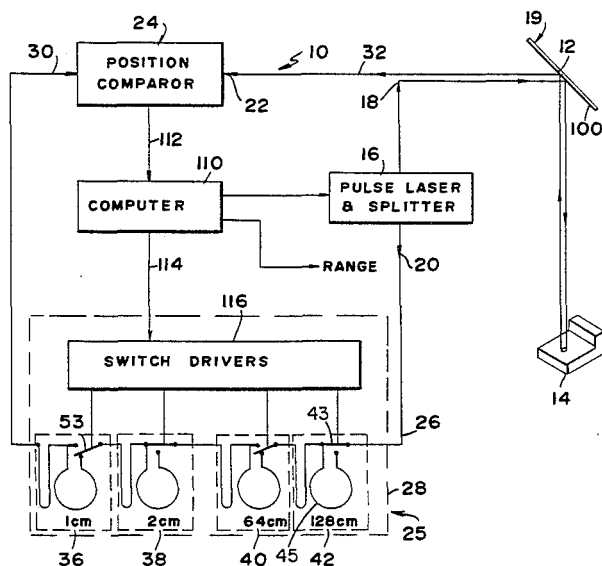 24
30
POSITION
COMPAROR
10
32
22
19
12
18
100
112
16
PULSE LASER
& SPLITTER
110
COMPUTER
20
114
RANGE
116
SWITCH DRIVERS
14
26
53
43
28
25
1cm
2cm
64cm
128cm
36
38
40
45
42